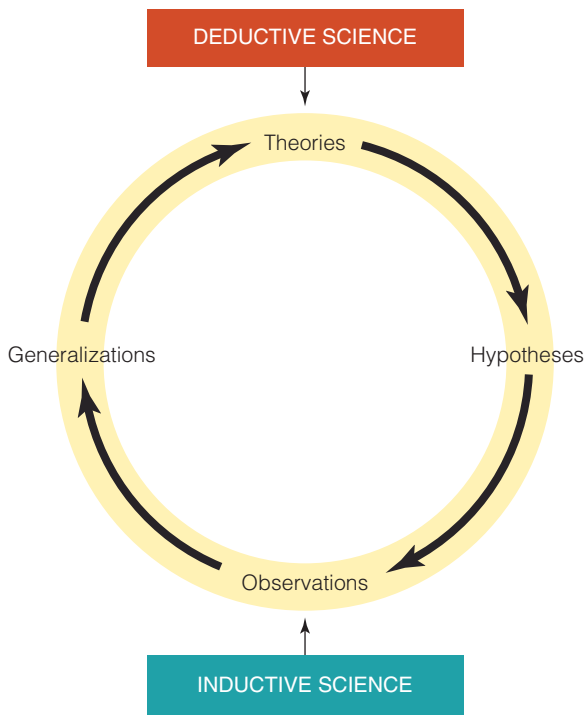 DEDUCTIVE SCIENCE
Theories
Generalizations
Hypotheses
Observations
INDUCTIVE SCIENCE